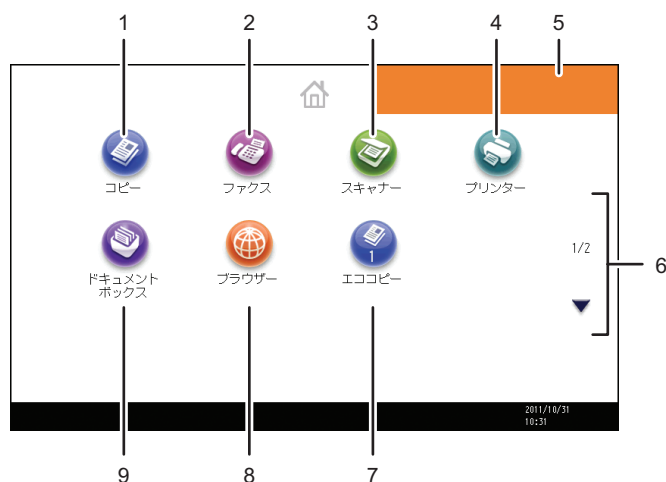 1 2 3 4 5
コピー ファクス スキャナー プリンター
1/2
6
ドキュメント
ボックス
ブラウザー 1 エココピー
2011/10/31
10:31
9 8 7